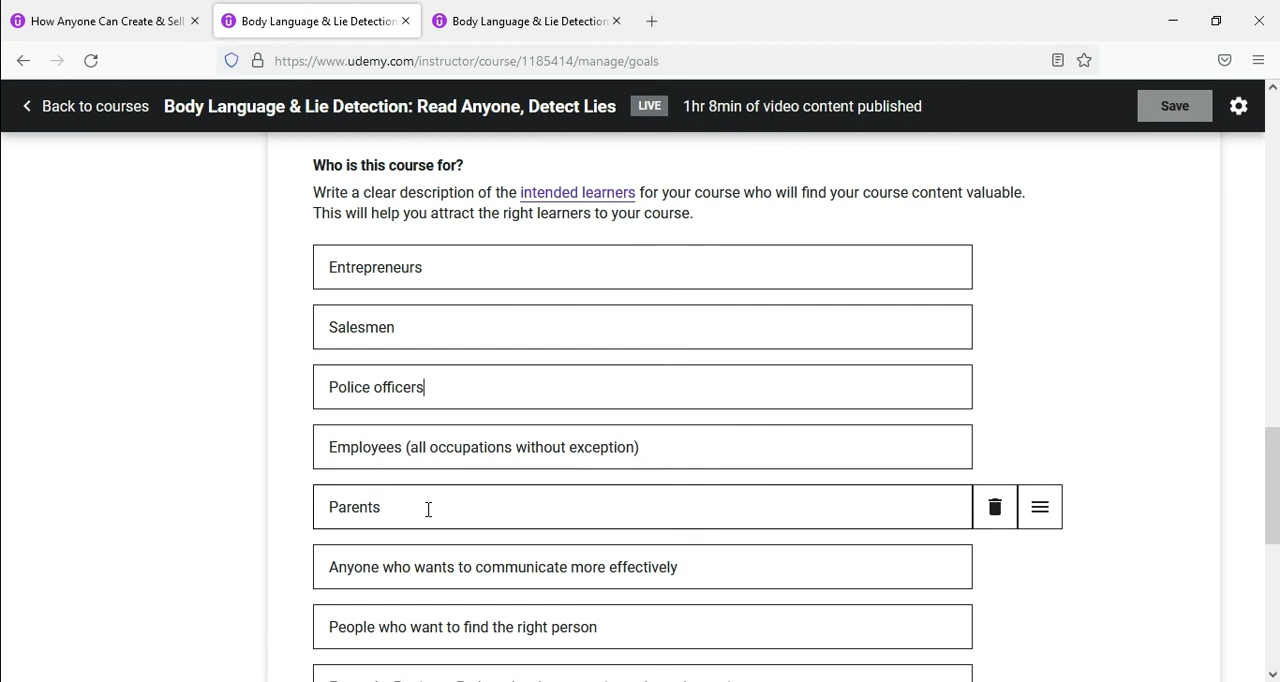 How Anyone Can Create & Sell
Body Language & Lie Detection
Body Language & Lie Detection
https://www.udemy.com/instructor/course/1185414/manage/goals
Back to courses Body Language & Lie Detection: Read Anyone, Detect Lies LIVE 1hr 8min of video content published Save
Who is this course for?
Write a clear description of the intended learners for your course who will find your course content valuable.
This will help you attract the right learners to your course.
Entrepreneurs
Salesmen
Police officers
Employees (all occupations without exception)
Parents
Anyone who wants to communicate more effectively
People who want to find the right person